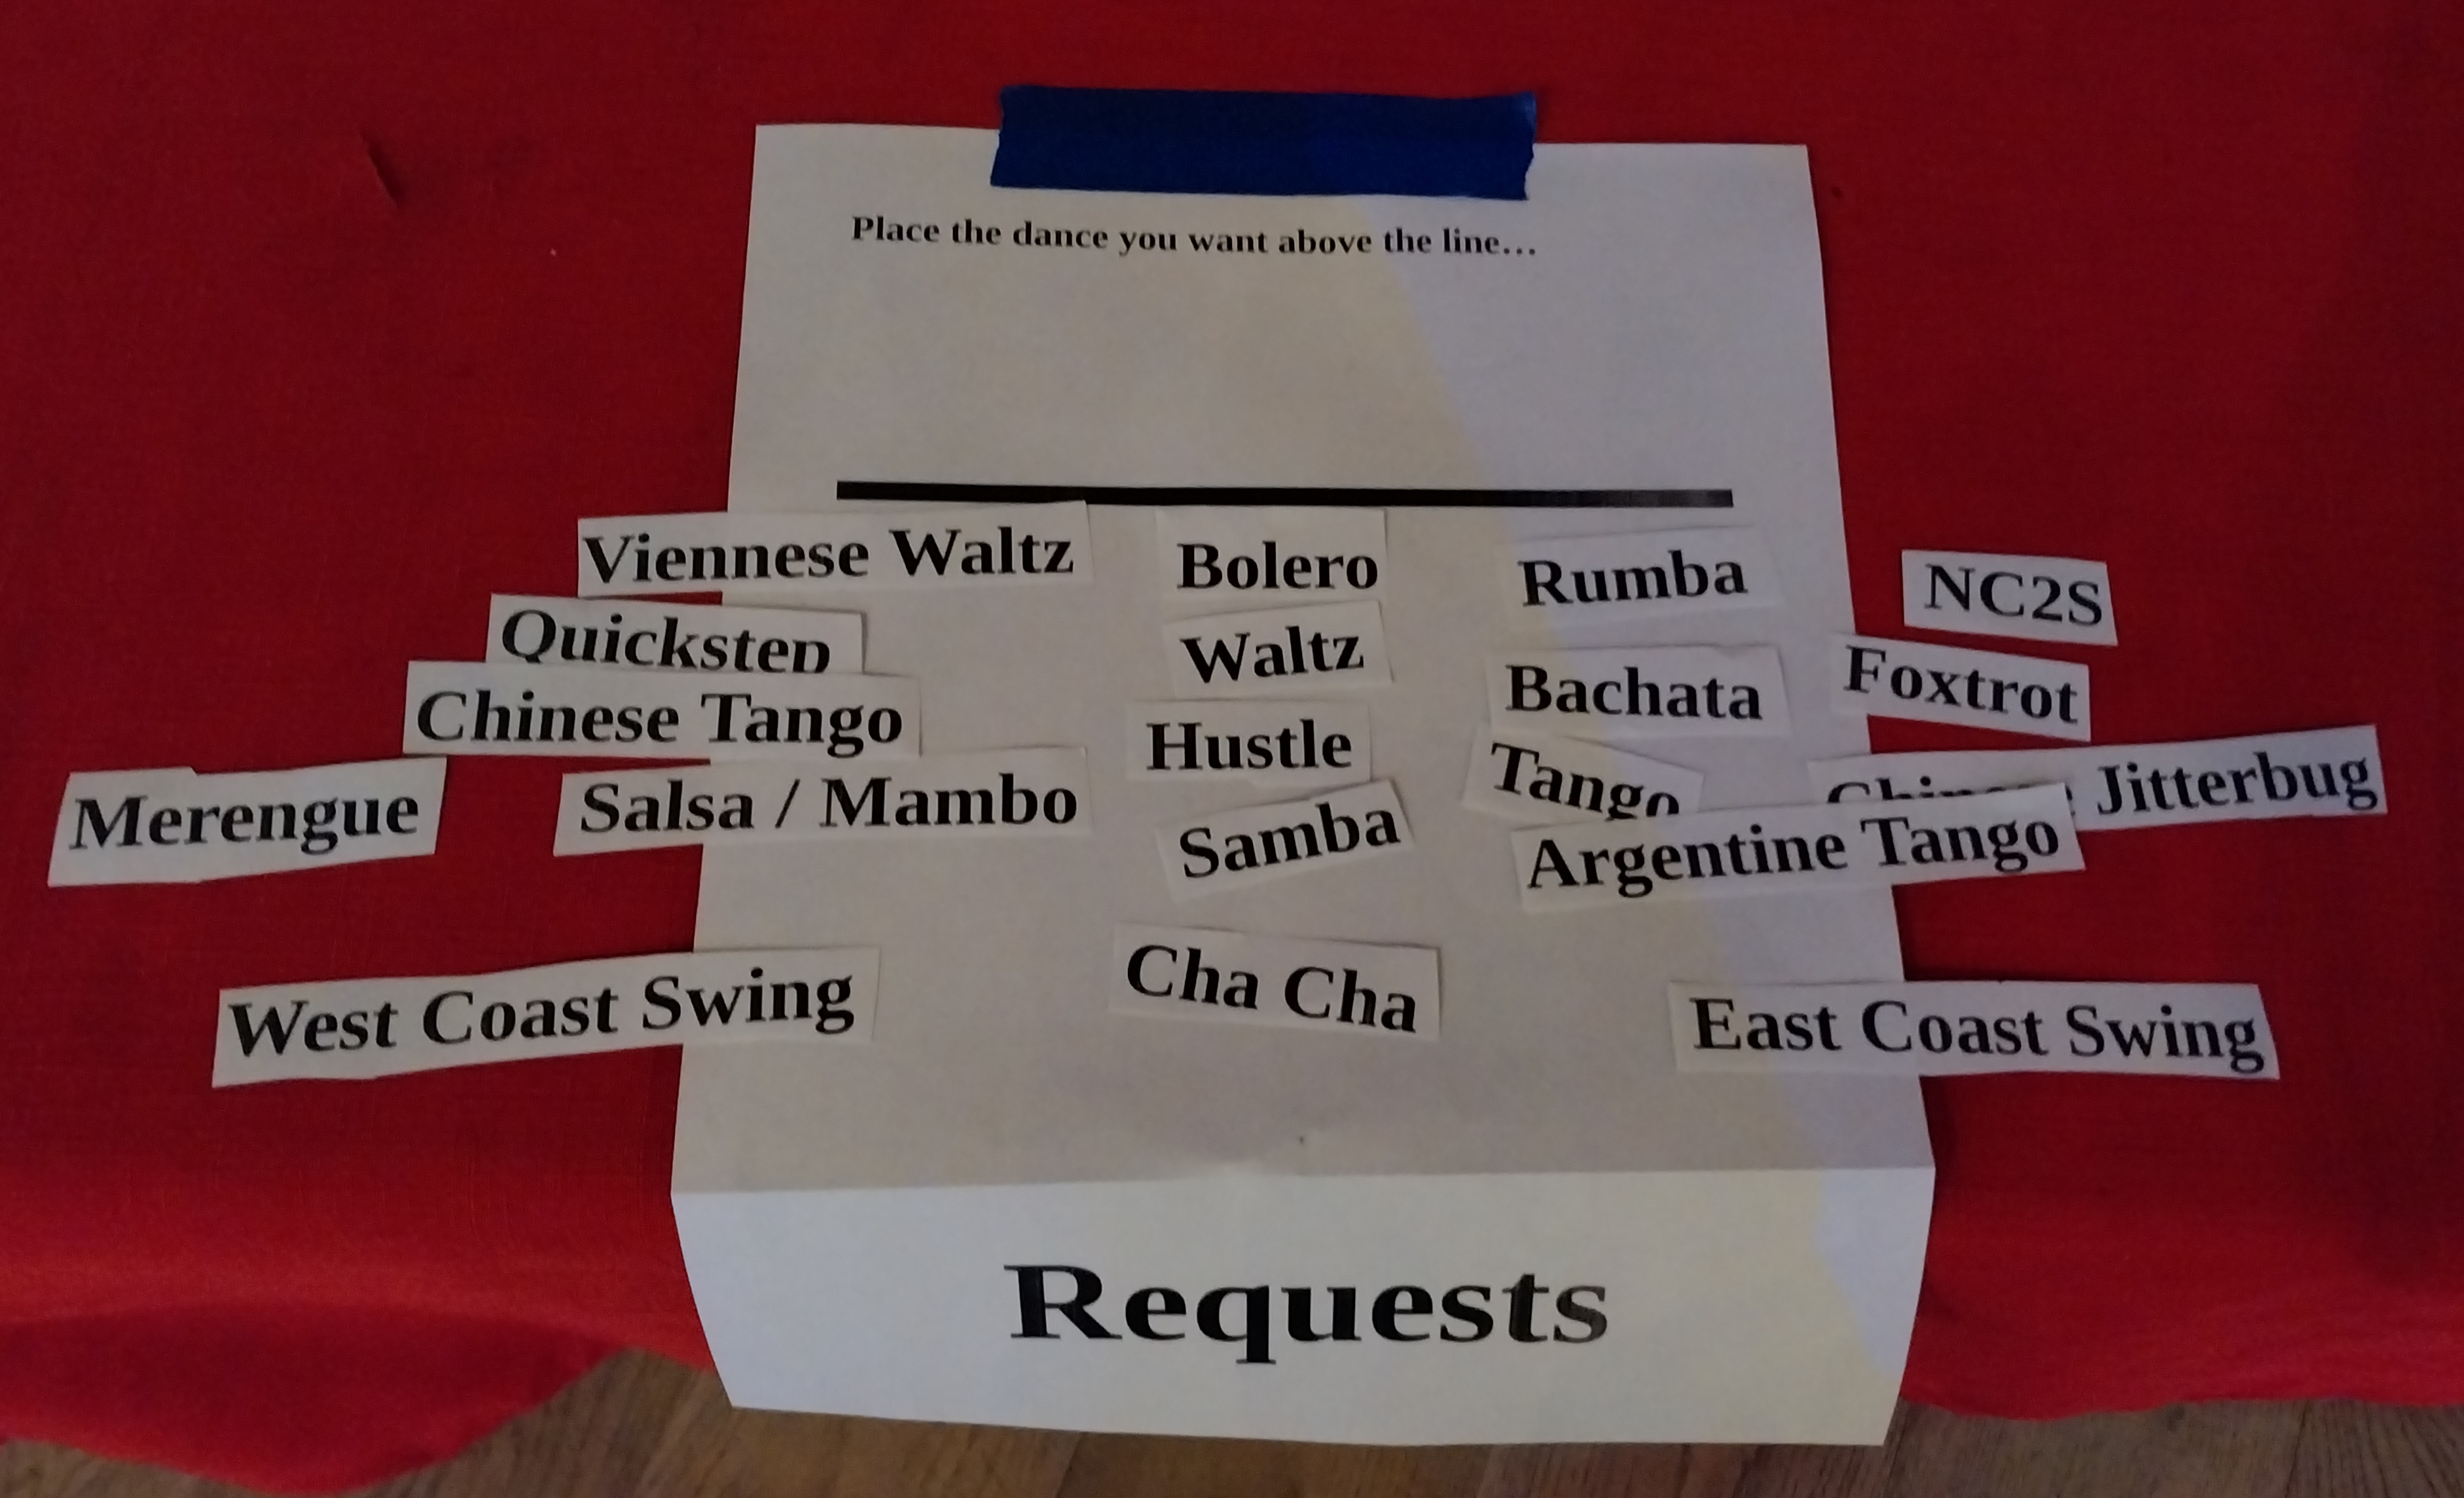 Place the dance you want above the line...
Viennese Waltz
Bolero
Rumba
NC2S
Quickstep
Waltz
Bachata
Foxtrot
Chinese Tango
Hustle
Tango
Chinese Jitterbug
Merengue
Salsa / Mambo
Samba
Argentine Tango
West Coast Swing
Cha Cha
East Coast Swing
Requests